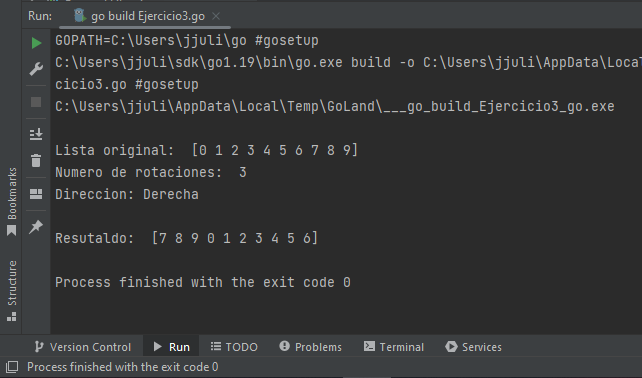 Run:
go build Ejercicio3.go
GOPATH=C:\Users\jjuli\go #gosetup
C:\Users\jjuli\sdk\go1.19\bin\go.exe build -o C:\Users\jjuli\AppData\Loca
cicio3.go #gosetup
C:\Users\jjuli\AppData\Local\Temp\GoLand\___go_build_Ejercicio3_go.exe
Lista original:  [0 1 2 3 4 5 6 7 8 9]
Numero de rotaciones:  3
Direccion: Derecha
Resutaldo:  [7 8 9 0 1 2 3 4 5 6]
Process finished with the exit code 0
Bookmarks
Structure
Version Control
Run
TODO
Problems
Terminal
Services
Process finished with the exit code 0